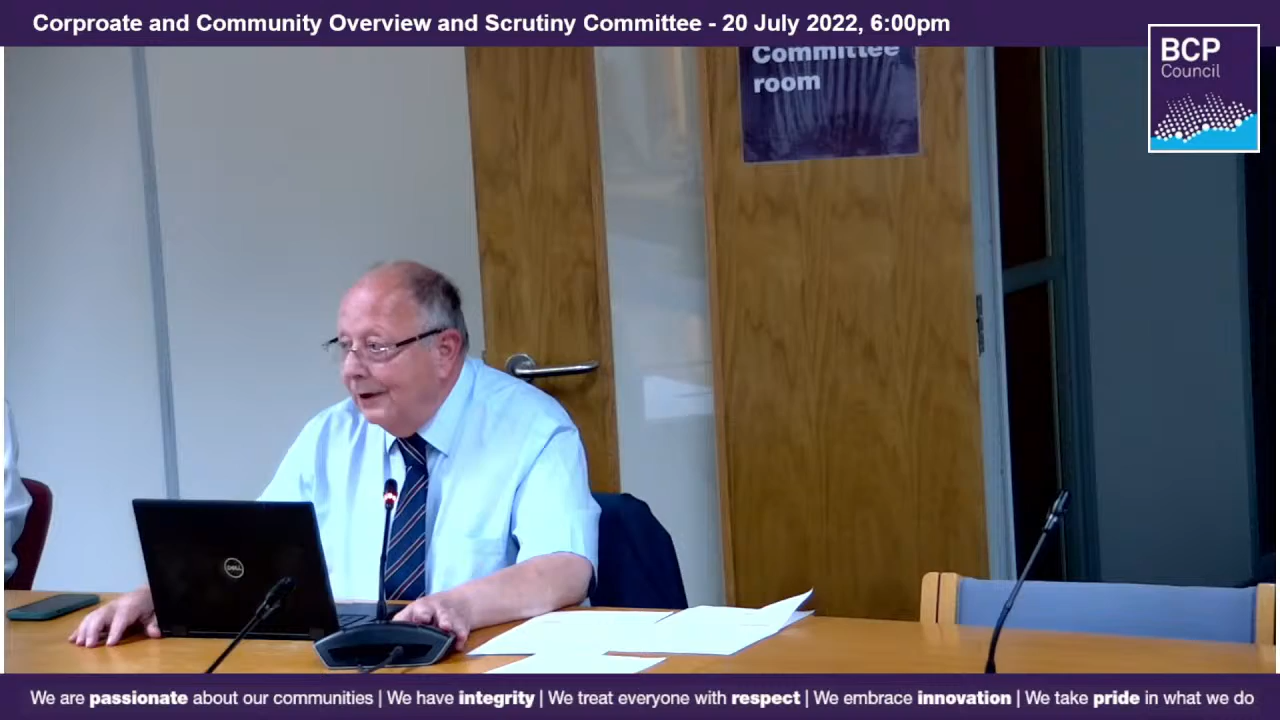 Corproate and Community Overview and Scrutiny Committee - 20 July 2022, 6:00pm
BCP
Council
Committee
room
DELL
We are passionate about our communities | We have integrity | We treat everyone with respect | We embrace innovation | We take pride in what we do